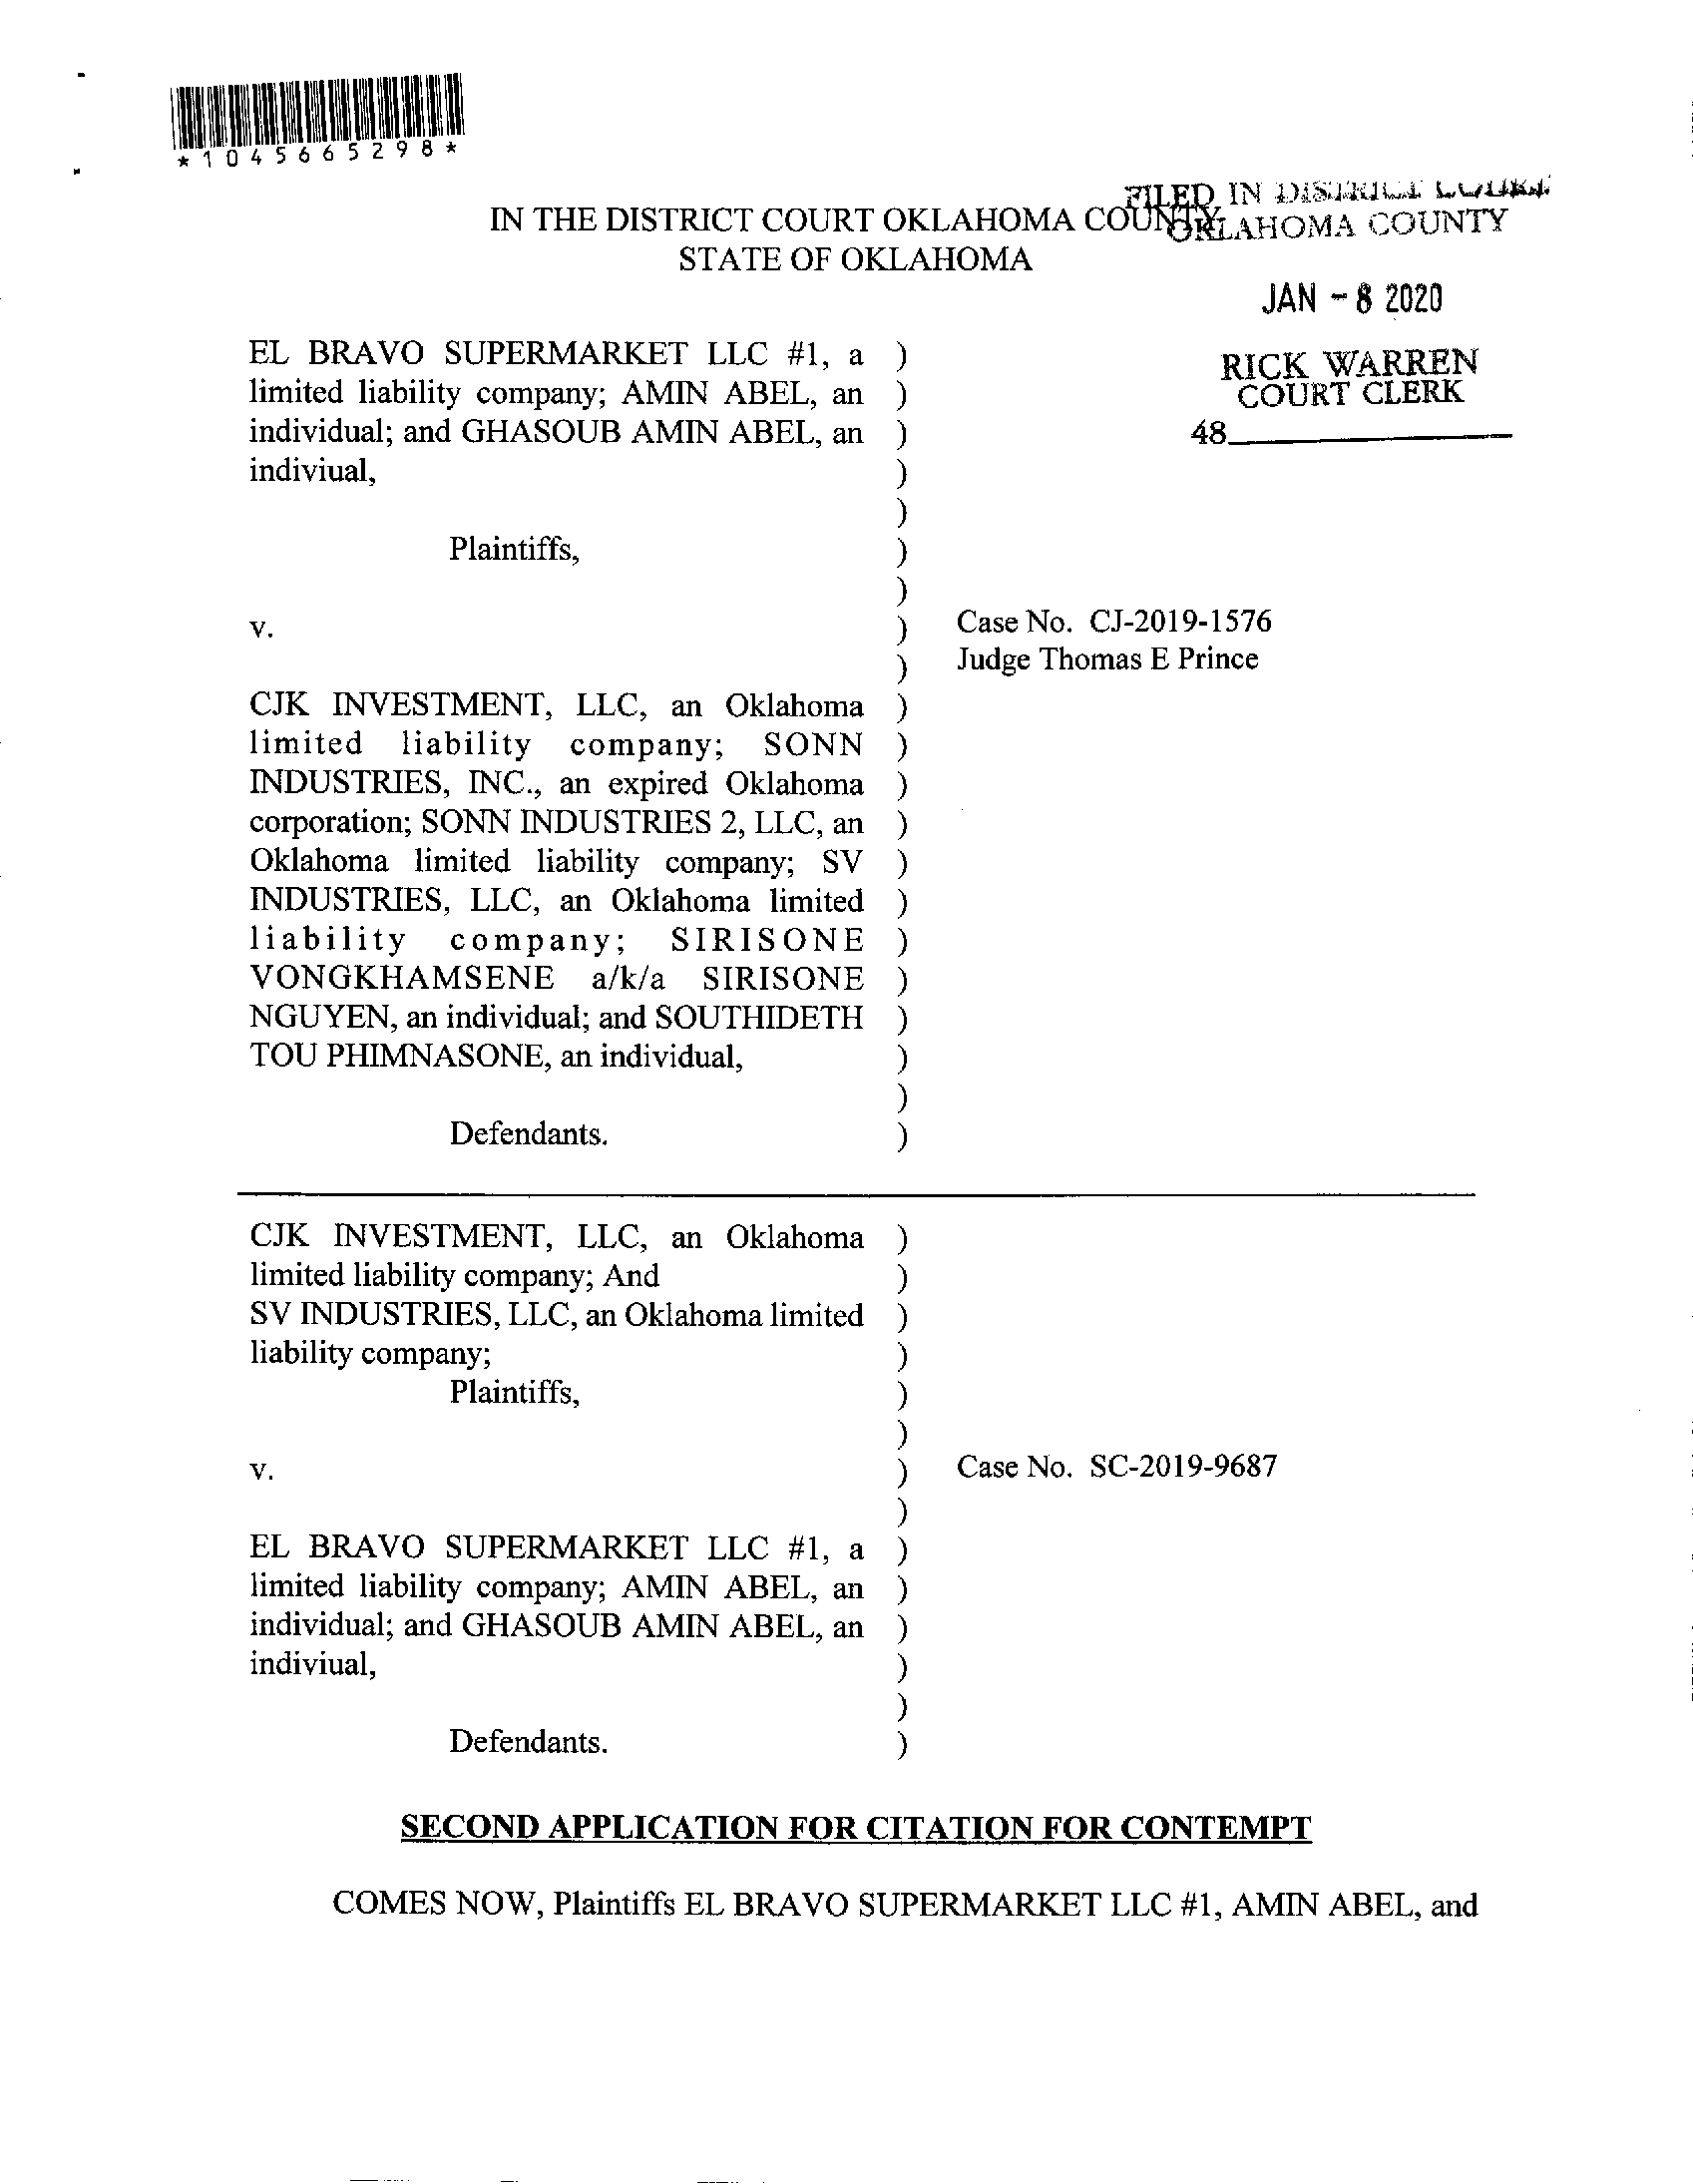 *1045665298*
FILED IN DISTRICT COURT
IN THE DISTRICT COURT OKLAHOMA COUNTY
OKLAHOMA COUNTY
STATE OF OKLAHOMA
JAN - 8 2020
EL BRAVO SUPERMARKET LLC #1, a )
RICK WARREN
limited liability company; AMIN ABEL, an )
COURT CLERK
individual; and GHASOUB AMIN ABEL, an )
48
indiviual, )
)
Plaintiffs, )
)
v. ) Case No. CJ-2019-1576
) Judge Thomas E Prince
CJK INVESTMENT, LLC, an Oklahoma )
limited liability company; SONN )
INDUSTRIES, INC., an expired Oklahoma )
corporation; SONN INDUSTRIES 2, LLC, an )
Oklahoma limited liability company; SV )
INDUSTRIES, LLC, an Oklahoma limited )
liability company; SIRISONE )
VONGKHAMSENE a/k/a SIRISONE )
NGUYEN, an individual; and SOUTHIDETH )
TOU PHIMNASONE, an individual, )
)
Defendants. )
CJK INVESTMENT, LLC, an Oklahoma )
limited liability company; And )
SV INDUSTRIES, LLC, an Oklahoma limited )
liability company; )
Plaintiffs, )
)
v. ) Case No. SC-2019-9687
)
EL BRAVO SUPERMARKET LLC #1, a )
limited liability company; AMIN ABEL, an )
individual; and GHASOUB AMIN ABEL, an )
indiviual, )
)
Defendants. )
SECOND APPLICATION FOR CITATION FOR CONTEMPT
COMES NOW, Plaintiffs EL BRAVO SUPERMARKET LLC #1, AMIN ABEL, and